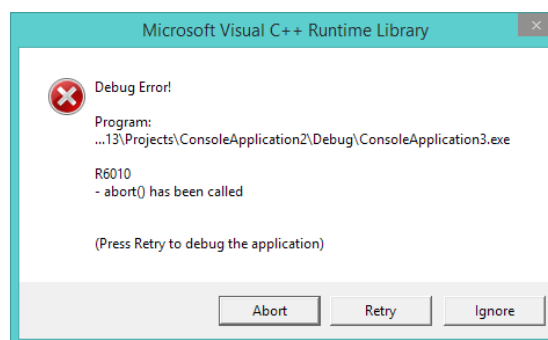 Microsoft Visual C++ Runtime Library
Debug Error!
Program:
...13\Projects\ConsoleApplication2\Debug\ConsoleApplication3.exe
R6010
- abort() has been called
(Press Retry to debug the application)
Abort Retry Ignore